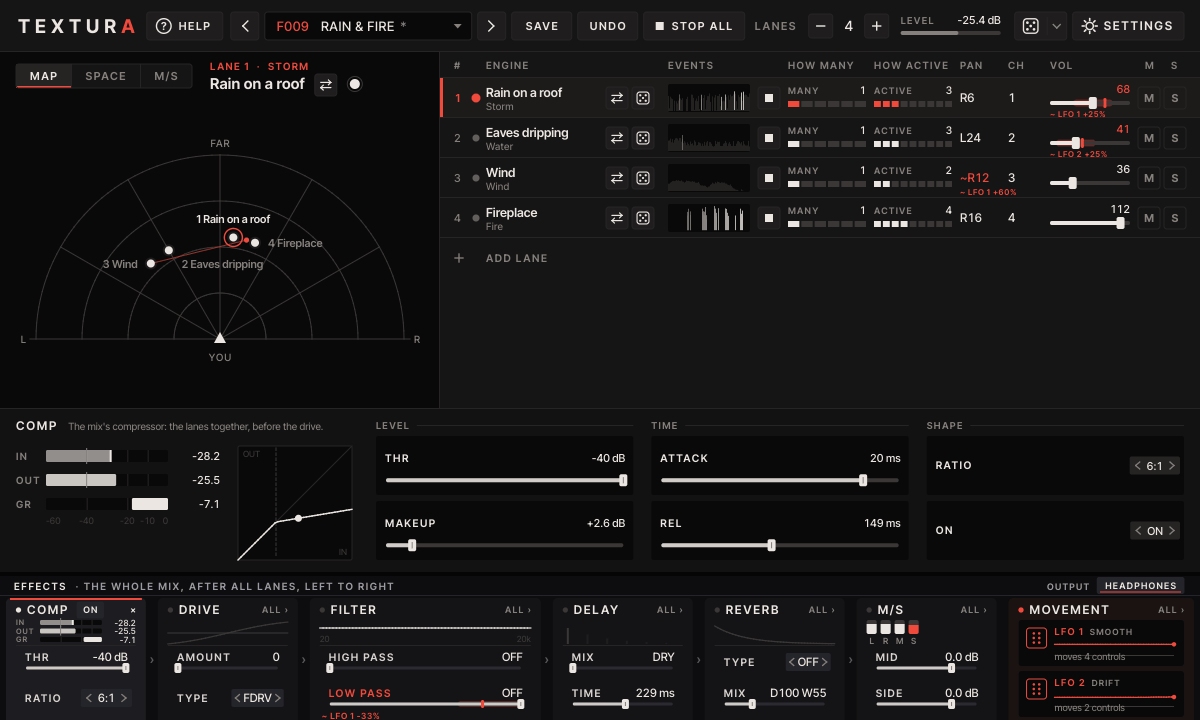 TEXTURA HELP F009 RAIN & FIRE * SAVE UNDO STOP ALL LANES 4 LEVEL -25.4 dB SETTINGS
MAP SPACE M/S
LANE 1 · STORM
Rain on a roof
FAR
1 Rain on a roof
4 Fireplace
3 Wind
2 Eaves dripping
L
R
YOU
# ENGINE EVENTS HOW MANY HOW ACTIVE PAN CH VOL M S
1 Rain on a roof MANY 1 ACTIVE 3 R6 1 68 M S
Storm
~ LFO 1 +25%
2 Eaves dripping MANY 1 ACTIVE 3 L24 2 41 M S
Water
~ LFO 2 +25%
3 Wind MANY 1 ACTIVE 2 ~R12 3 36 M S
Wind
~ LFO 1 +60%
4 Fireplace MANY 1 ACTIVE 4 R16 4 112 M S
Fire
+ ADD LANE
COMP The mix's compressor: the lanes together, before the drive.
IN -28.2
OUT -25.5
GR -7.1
-60 -40 -20 -10 0
OUT
IN
LEVEL
THR -40 dB
MAKEUP +2.6 dB
TIME
ATTACK 20 ms
REL 149 ms
SHAPE
RATIO < 6:1 >
ON < ON >
EFFECTS · THE WHOLE MIX, AFTER ALL LANES, LEFT TO RIGHT
OUTPUT HEADPHONES
COMP ON ×
IN -28.2
OUT -25.5
GR -7.1
THR -40 dB
RATIO < 6:1 >
DRIVE ALL ›
AMOUNT 0
TYPE < FDRV >
FILTER ALL ›
20 20k
HIGH PASS OFF
LOW PASS OFF
~ LFO 1 -33%
DELAY ALL ›
MIX DRY
TIME 229 ms
REVERB ALL ›
TYPE < OFF >
MIX D100 W55
M/S ALL ›
L R M S
MID 0.0 dB
SIDE 0.0 dB
MOVEMENT ALL ›
LFO 1 SMOOTH
moves 4 controls
LFO 2 DRIFT
moves 2 controls